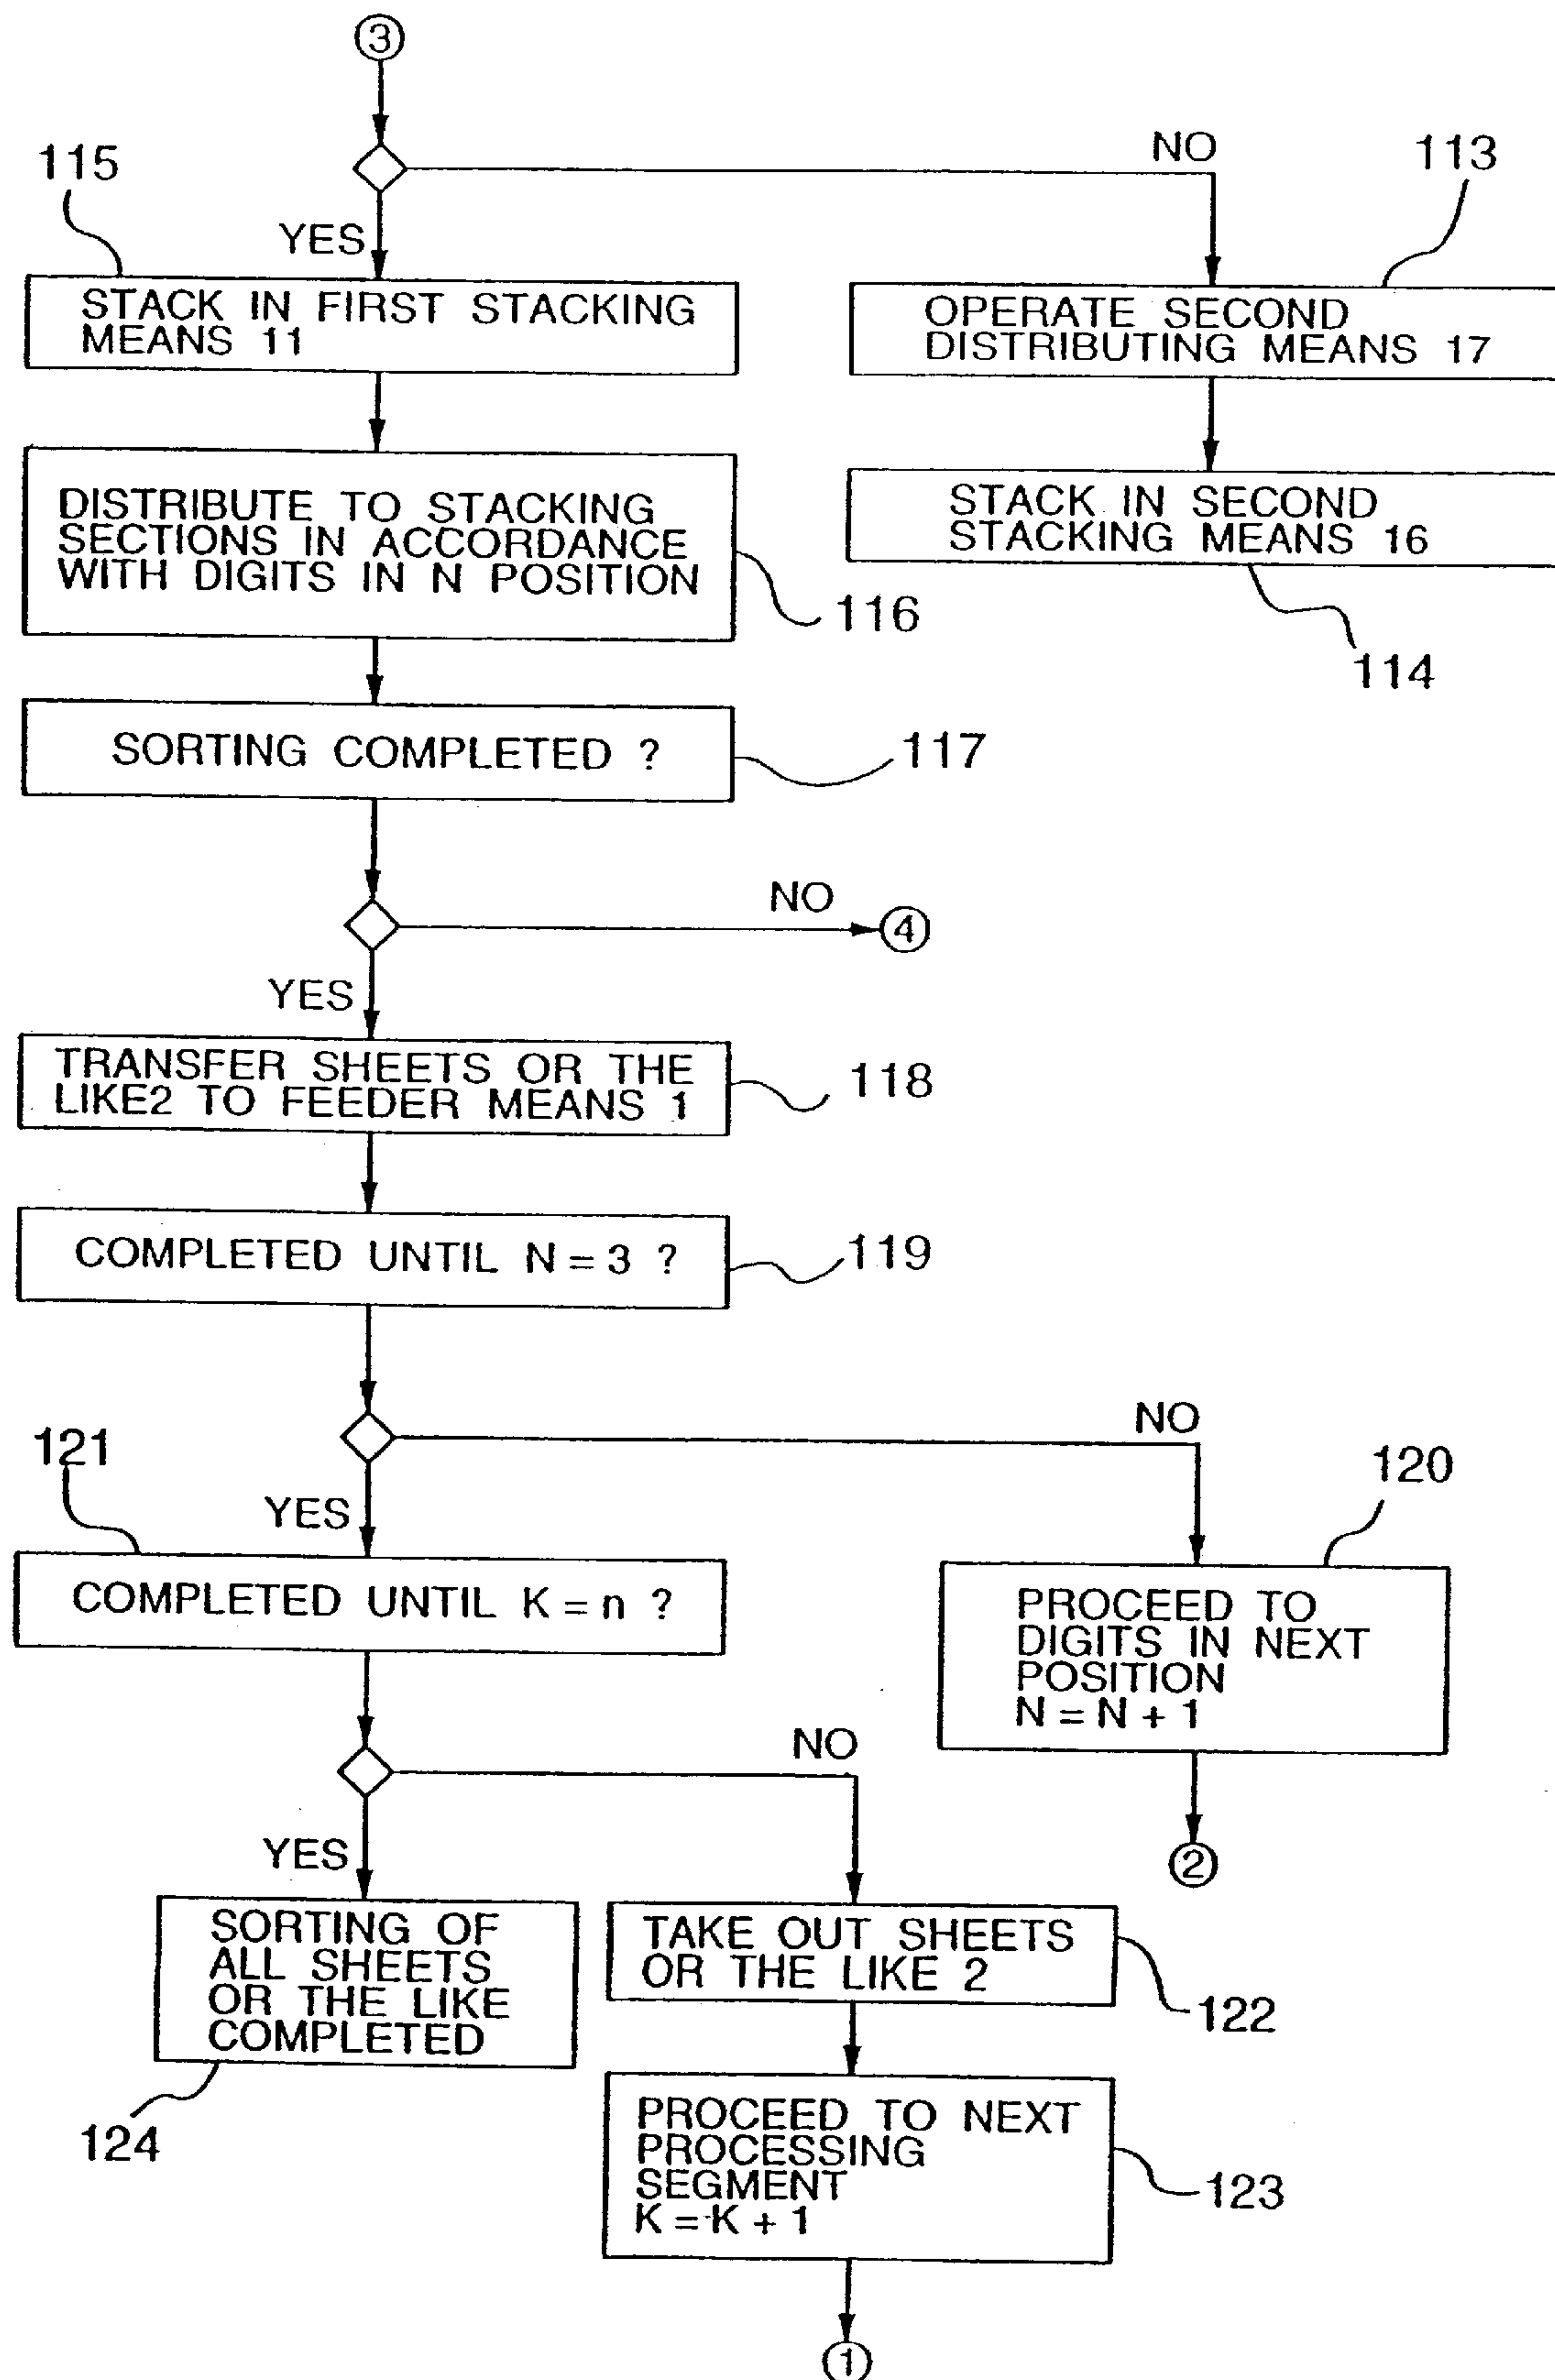 ③
NO
113
115
YES
STACK IN FIRST STACKING
MEANS 11
OPERATE SECOND
DISTRIBUTING MEANS 17
DISTRIBUTE TO STACKING
SECTIONS IN ACCORDANCE
WITH DIGITS IN N POSITION
116
STACK IN SECOND
STACKING MEANS 16
114
SORTING COMPLETED ?
117
NO
④
YES
TRANSFER SHEETS OR THE
LIKE2 TO FEEDER MEANS 1
118
COMPLETED UNTIL N = 3 ?
119
NO
120
121
YES
COMPLETED UNTIL K = n ?
PROCEED TO
DIGITS IN NEXT
POSITION
N = N + 1
②
NO
YES
SORTING OF
ALL SHEETS
OR THE LIKE
COMPLETED
124
TAKE OUT SHEETS
OR THE LIKE 2
122
PROCEED TO NEXT
PROCESSING
SEGMENT
K = K + 1
123
①